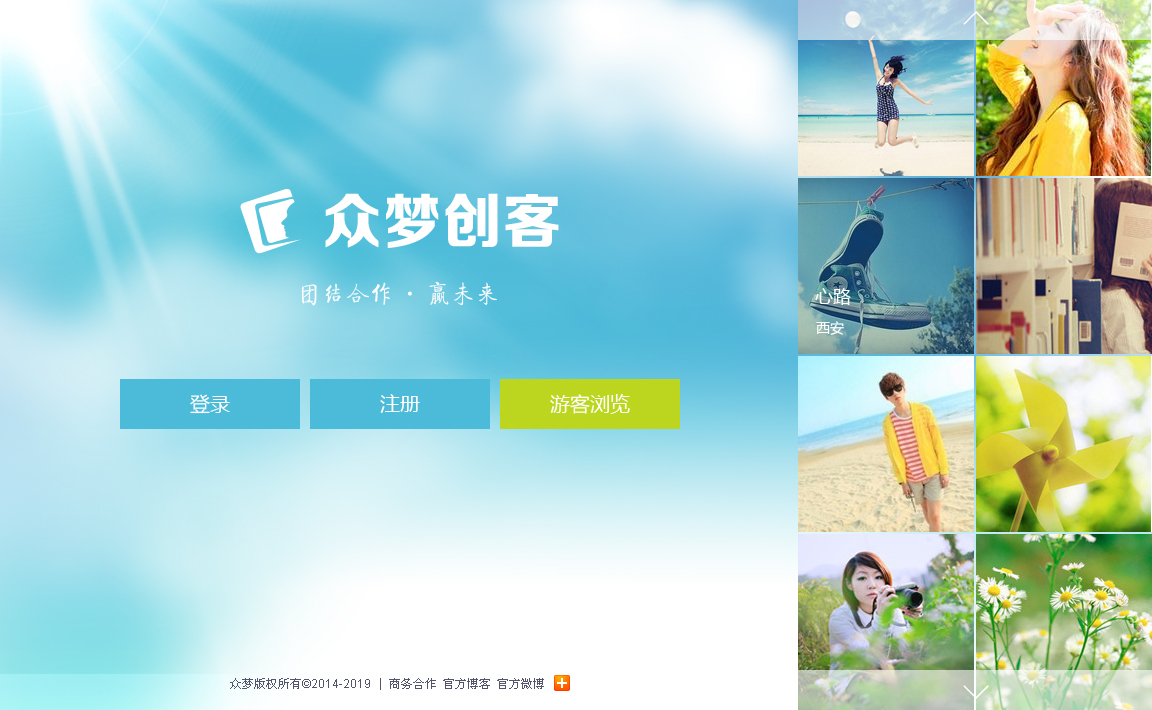 众梦创客
团结合作 · 赢未来
登录
注册
游客浏览
众梦版权所有©2014-2019 | 商务合作 官方博客 官方微博
心路
西安